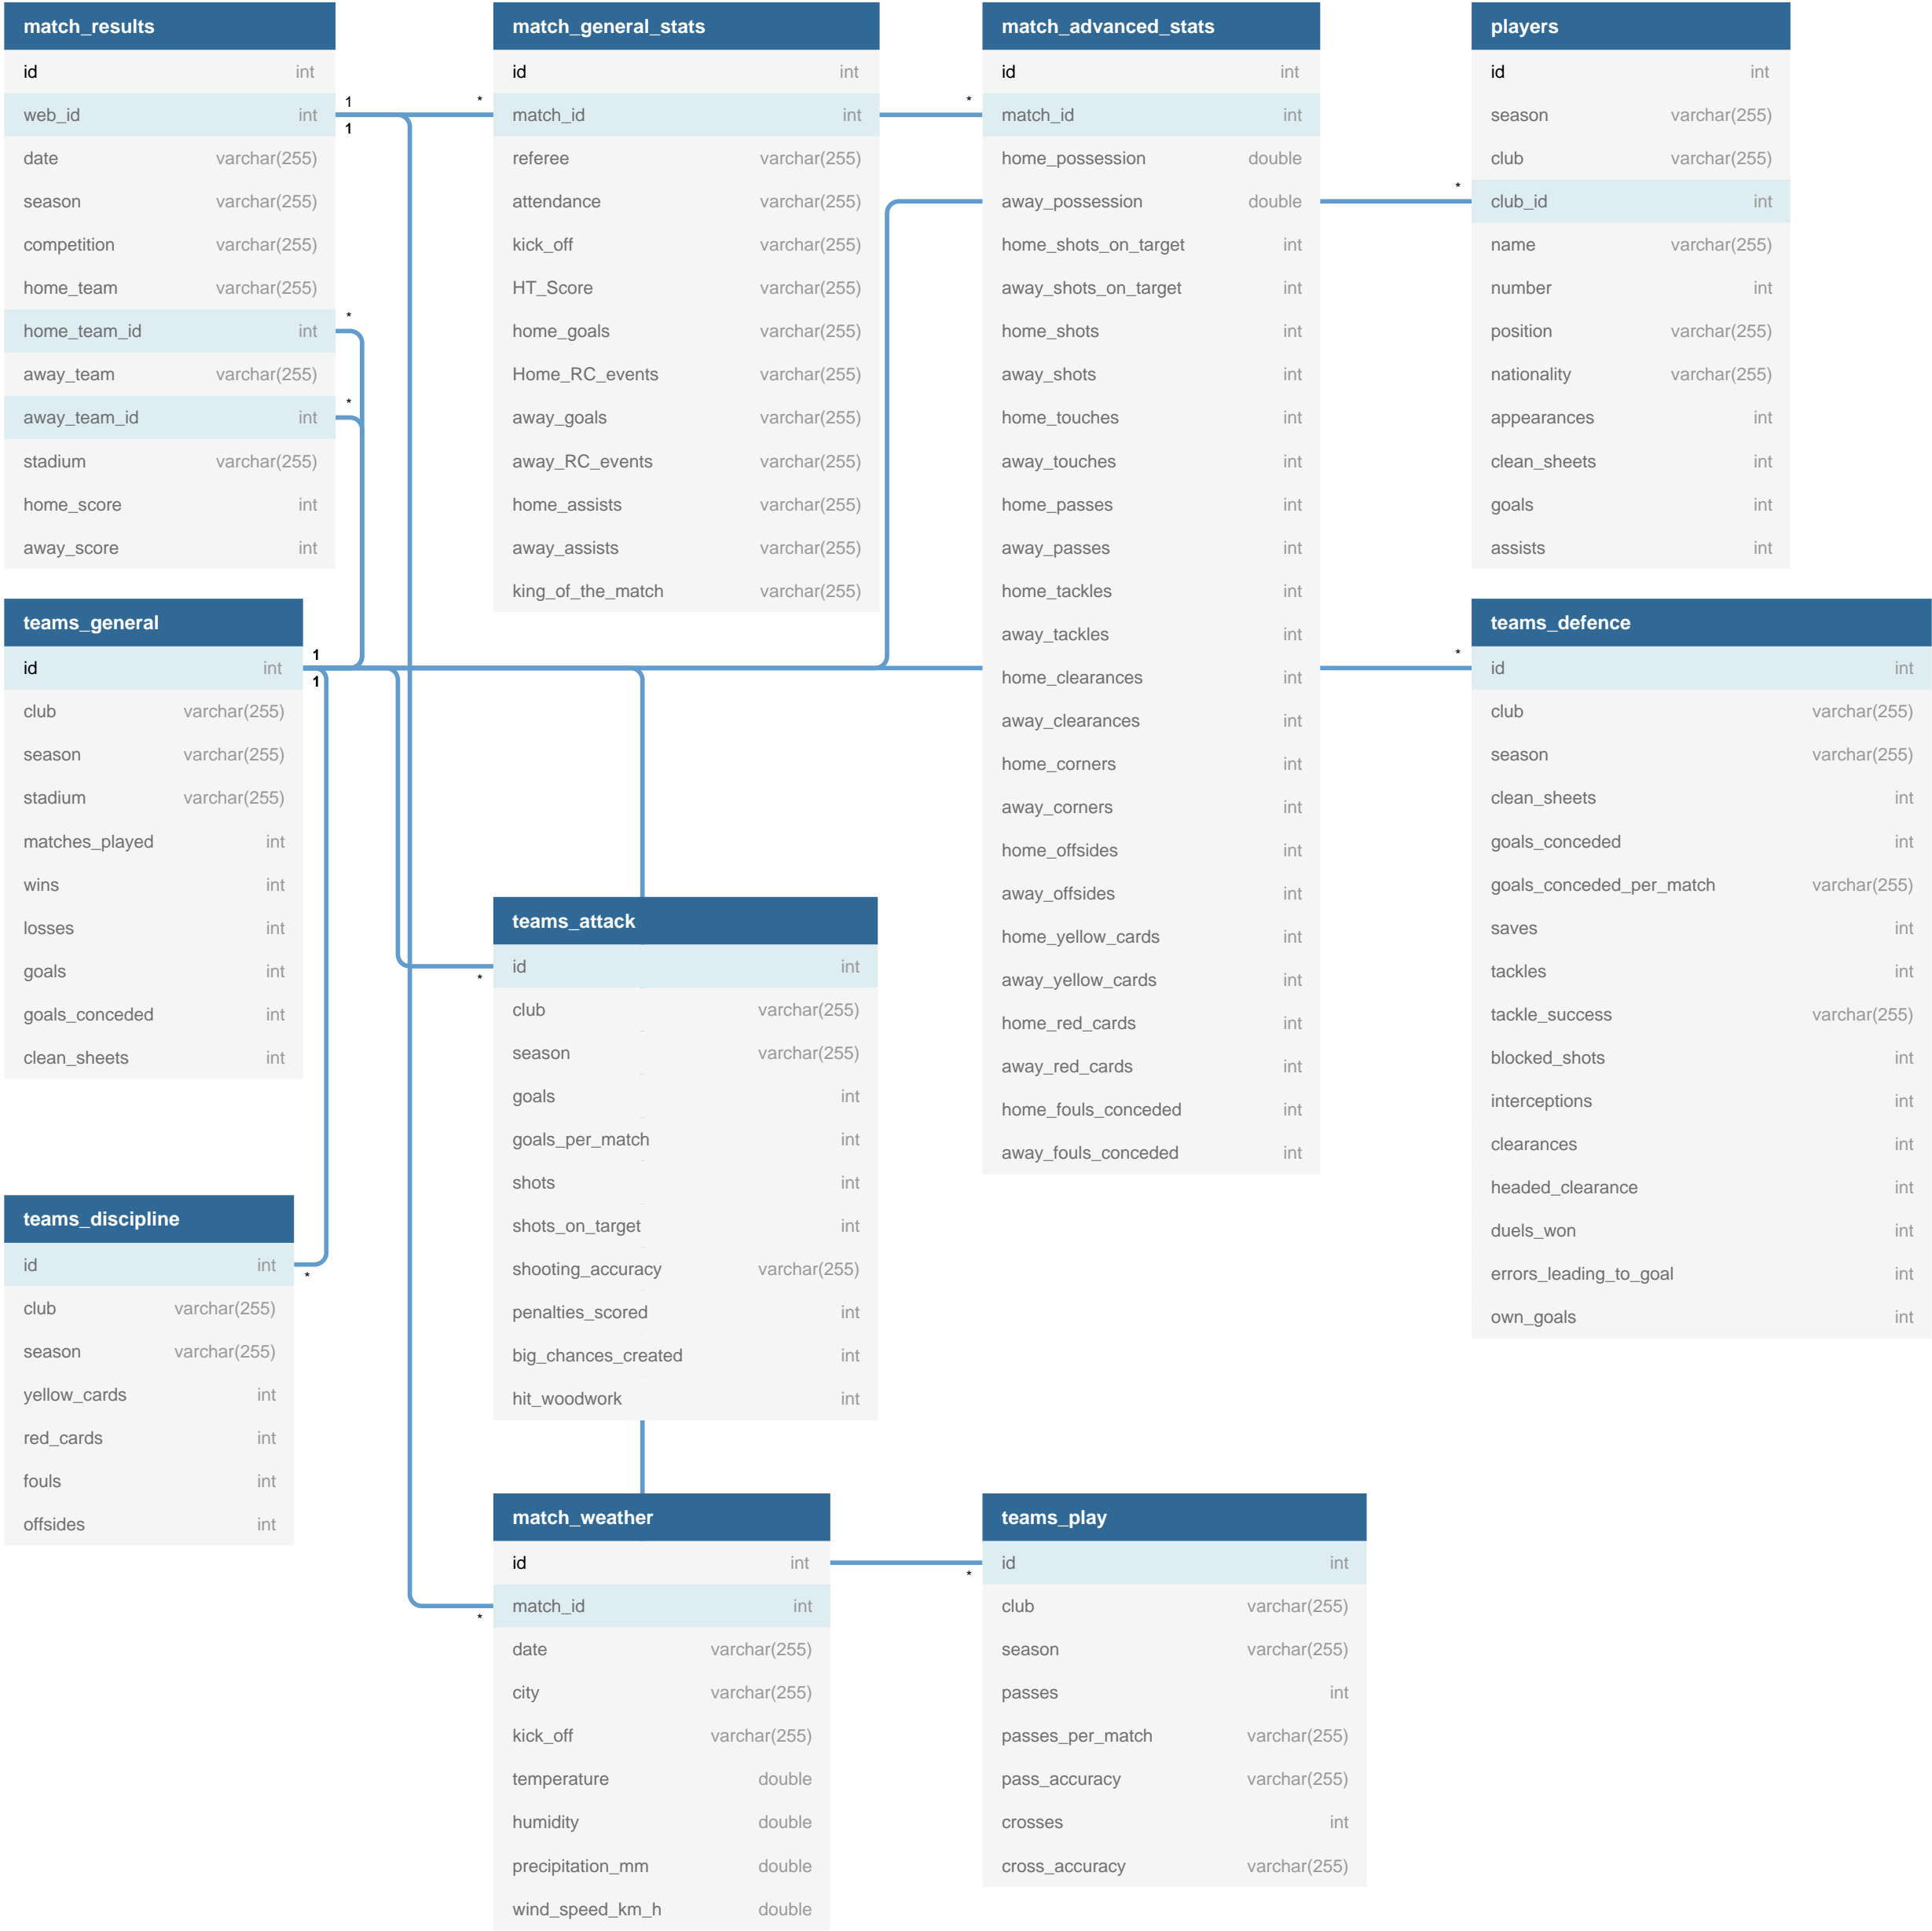 match_results
id int
web_id int
date varchar(255)
season varchar(255)
competition varchar(255)
home_team varchar(255)
home_team_id int
away_team varchar(255)
away_team_id int
stadium varchar(255)
home_score int
away_score int
1
1
*
*
match_general_stats
id int
*
match_id int
referee varchar(255)
attendance varchar(255)
kick_off varchar(255)
HT_Score varchar(255)
home_goals varchar(255)
Home_RC_events varchar(255)
away_goals varchar(255)
away_RC_events varchar(255)
home_assists varchar(255)
away_assists varchar(255)
king_of_the_match varchar(255)
match_advanced_stats
id int
*
match_id int
home_possession double
away_possession double
home_shots_on_target int
away_shots_on_target int
home_shots int
away_shots int
home_touches int
away_touches int
home_passes int
away_passes int
home_tackles int
away_tackles int
home_clearances int
away_clearances int
home_corners int
away_corners int
home_offsides int
away_offsides int
home_yellow_cards int
away_yellow_cards int
home_red_cards int
away_red_cards int
home_fouls_conceded int
away_fouls_conceded int
players
id int
season varchar(255)
club varchar(255)
*
club_id int
name varchar(255)
number int
position varchar(255)
nationality varchar(255)
appearances int
clean_sheets int
goals int
assists int
teams_general
id int
1
1
club varchar(255)
season varchar(255)
stadium varchar(255)
matches_played int
wins int
losses int
goals int
goals_conceded int
clean_sheets int
teams_defence
*
id int
club varchar(255)
season varchar(255)
clean_sheets int
goals_conceded int
goals_conceded_per_match varchar(255)
saves int
tackles int
tackle_success varchar(255)
blocked_shots int
interceptions int
clearances int
headed_clearance int
duels_won int
errors_leading_to_goal int
own_goals int
teams_attack
id int
*
club varchar(255)
season varchar(255)
goals int
goals_per_match int
shots int
shots_on_target int
shooting_accuracy varchar(255)
penalties_scored int
big_chances_created int
hit_woodwork int
teams_discipline
id int
*
club varchar(255)
season varchar(255)
yellow_cards int
red_cards int
fouls int
offsides int
match_weather
id int
match_id int
*
date varchar(255)
city varchar(255)
kick_off varchar(255)
temperature double
humidity double
precipitation_mm double
wind_speed_km_h double
teams_play
id int
*
club varchar(255)
season varchar(255)
passes int
passes_per_match varchar(255)
pass_accuracy varchar(255)
crosses int
cross_accuracy varchar(255)